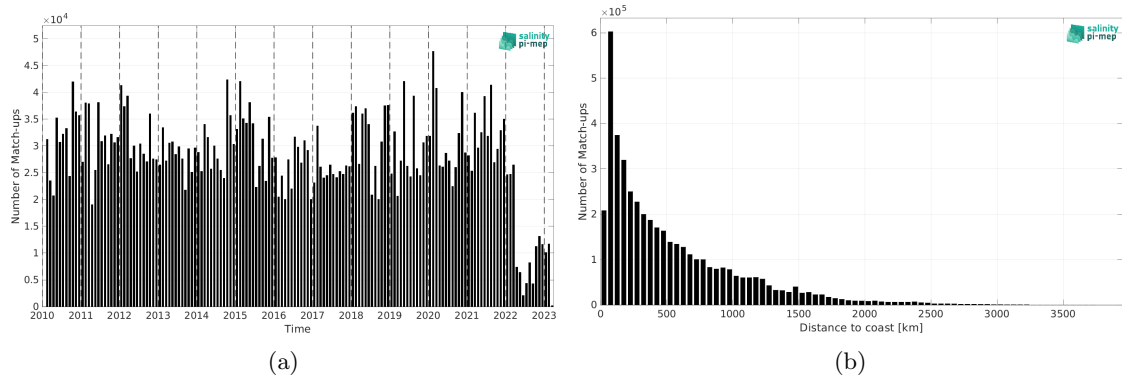 ×10⁴
5
4.5
4
3.5
3
2.5
2
1.5
1
0.5
0
Number of Match-ups
2010 2011 2012 2013 2014 2015 2016 2017 2018 2019 2020 2021 2022 2023
Time
salinity
pi-mep
(a)
×10⁵
6
5
4
3
2
1
0
Number of Match-ups
0 500 1000 1500 2000 2500 3000 3500
Distance to coast [km]
salinity
pi-mep
(b)